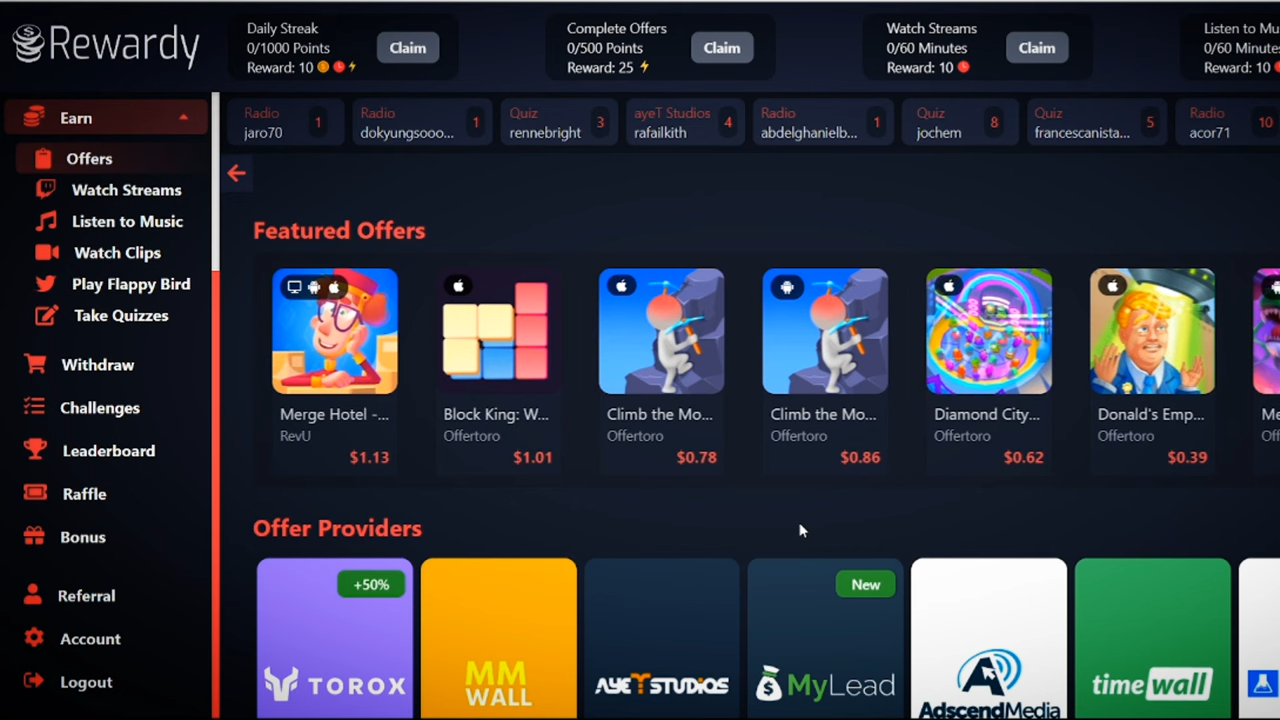 Rewardy
Daily Streak
0/1000 Points
Reward: 10
Claim
Complete Offers
0/500 Points
Reward: 25
Claim
Watch Streams
0/60 Minutes
Reward: 10
Claim
Listen to Mu
0/60 Minute
Reward: 10
Earn
Offers
Watch Streams
Listen to Music
Watch Clips
Play Flappy Bird
Take Quizzes
Withdraw
Challenges
Leaderboard
Raffle
Bonus
Referral
Account
Logout
Radio
jaro70
1
Radio
dokyungsooo...
1
Quiz
rennebright
3
ayeT Studios
rafailkith
4
Radio
abdelghanielb...
1
Quiz
jochem
8
Quiz
francescanista...
5
Radio
acor71
10
Featured Offers
Merge Hotel -...
RevU
$1.13
Block King: W...
Offertoro
$1.01
Climb the Mo...
Offertoro
$0.78
Climb the Mo...
Offertoro
$0.86
Diamond City...
Offertoro
$0.62
Donald's Emp...
Offertoro
$0.39
Me
Off
Offer Providers
+50%
TOROX
MM
WALL
AYET STUDIOS
New
MyLead
AdscendMedia
timewall